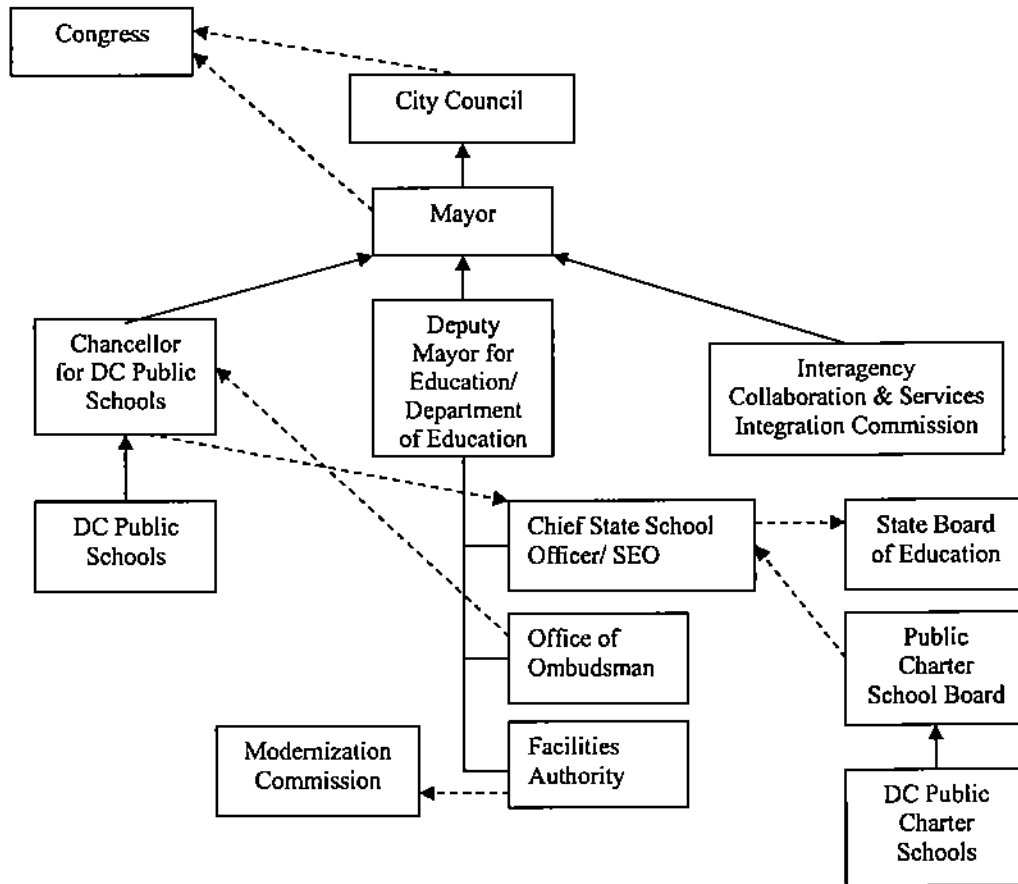 Congress
City Council
Mayor
Chancellor
for DC Public
Schools
Deputy
Mayor for
Education/
Department
of Education
Interagency
Collaboration & Services
Integration Commission
DC Public
Schools
Chief State School
Officer/ SEO
State Board
of Education
Office of
Ombudsman
Public
Charter
School Board
Modernization
Commission
Facilities
Authority
DC Public
Charter
Schools